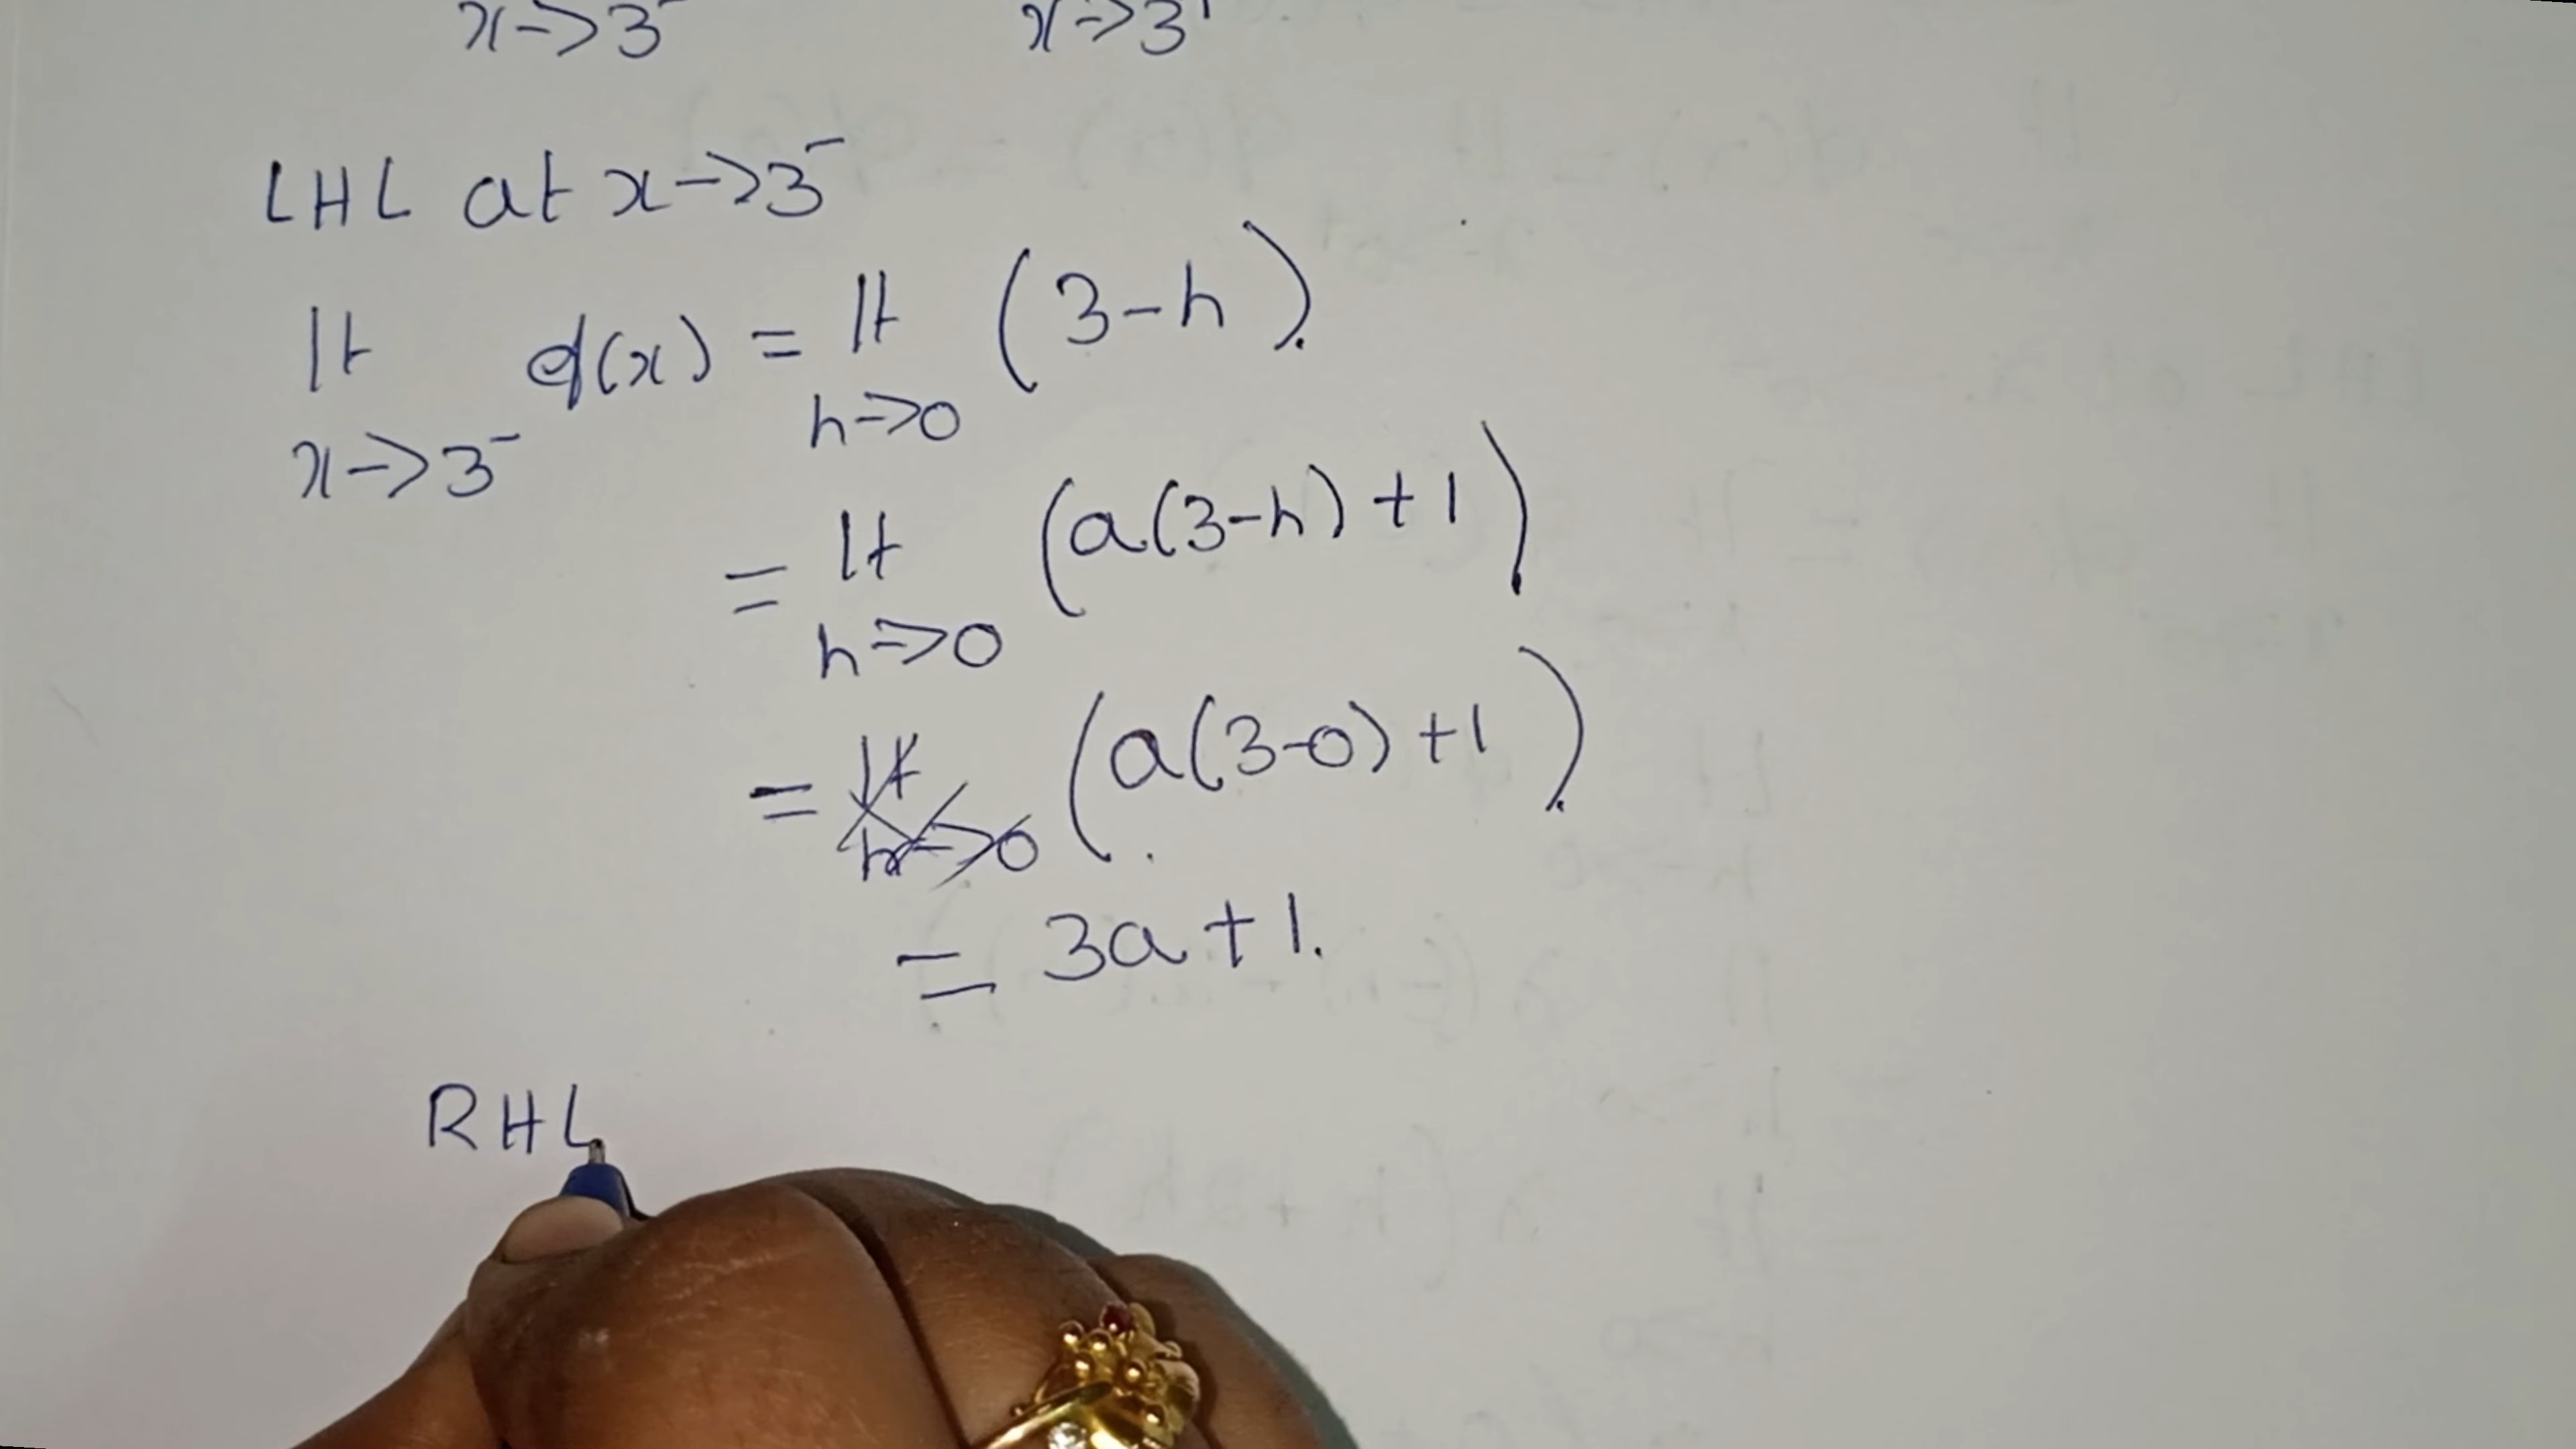 x->3⁻ x->3⁺
LHL at x->3⁻
lt f(x) = lt (3-h)
x->3⁻ h->0
= lt (a(3-h)+1)
h->0
= lt (a(3-0)+1)
h->0
= 3a+1.
RHL